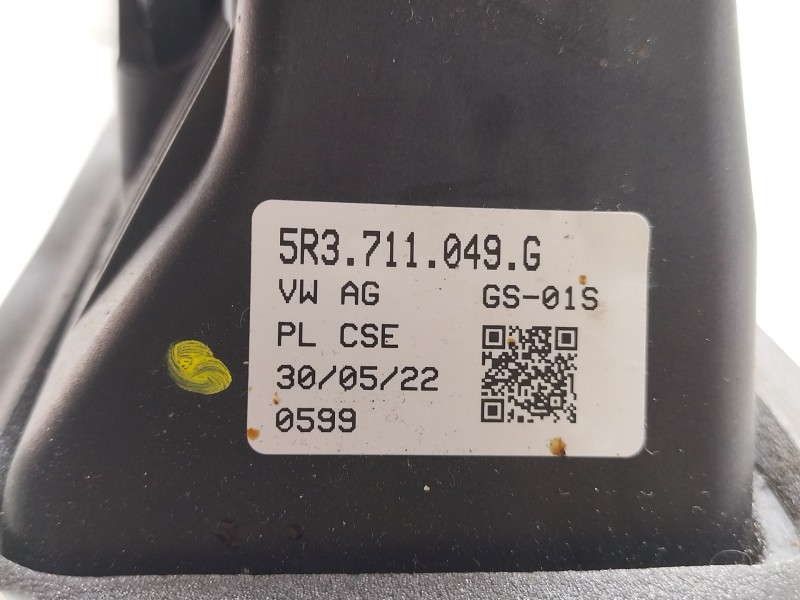 5R3.711.049.G
VW AG GS-01S
PL CSE
30/05/22
0599